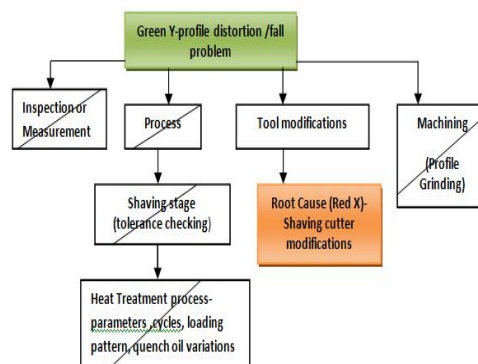 Green Y-profile distortion /fall
problem
Inspection or
Measurement
Process
Tool modifications
Machining
(Profile
Grinding)
Shaving stage
(tolerance checking)
Root Cause (Red X)-
Shaving cutter
modifications
Heat Treatment process-
parameters ,cycles, loading
pattern, quench oil variations